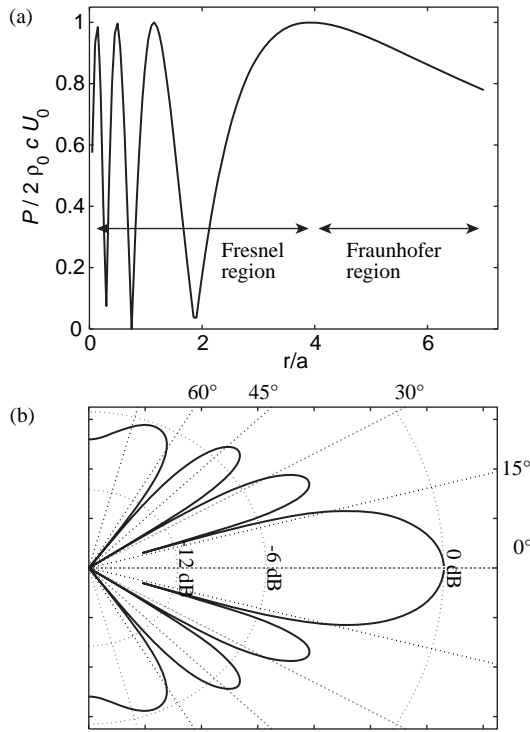 (a)
P / 2 ρ₀ c U₀
1
0.8
0.6
0.4
0.2
0
Fresnel region
Fraunhofer region
0
2
4
6
r/a
(b)
60°
45°
30°
15°
0°
-12 dB
-6 dB
0 dB